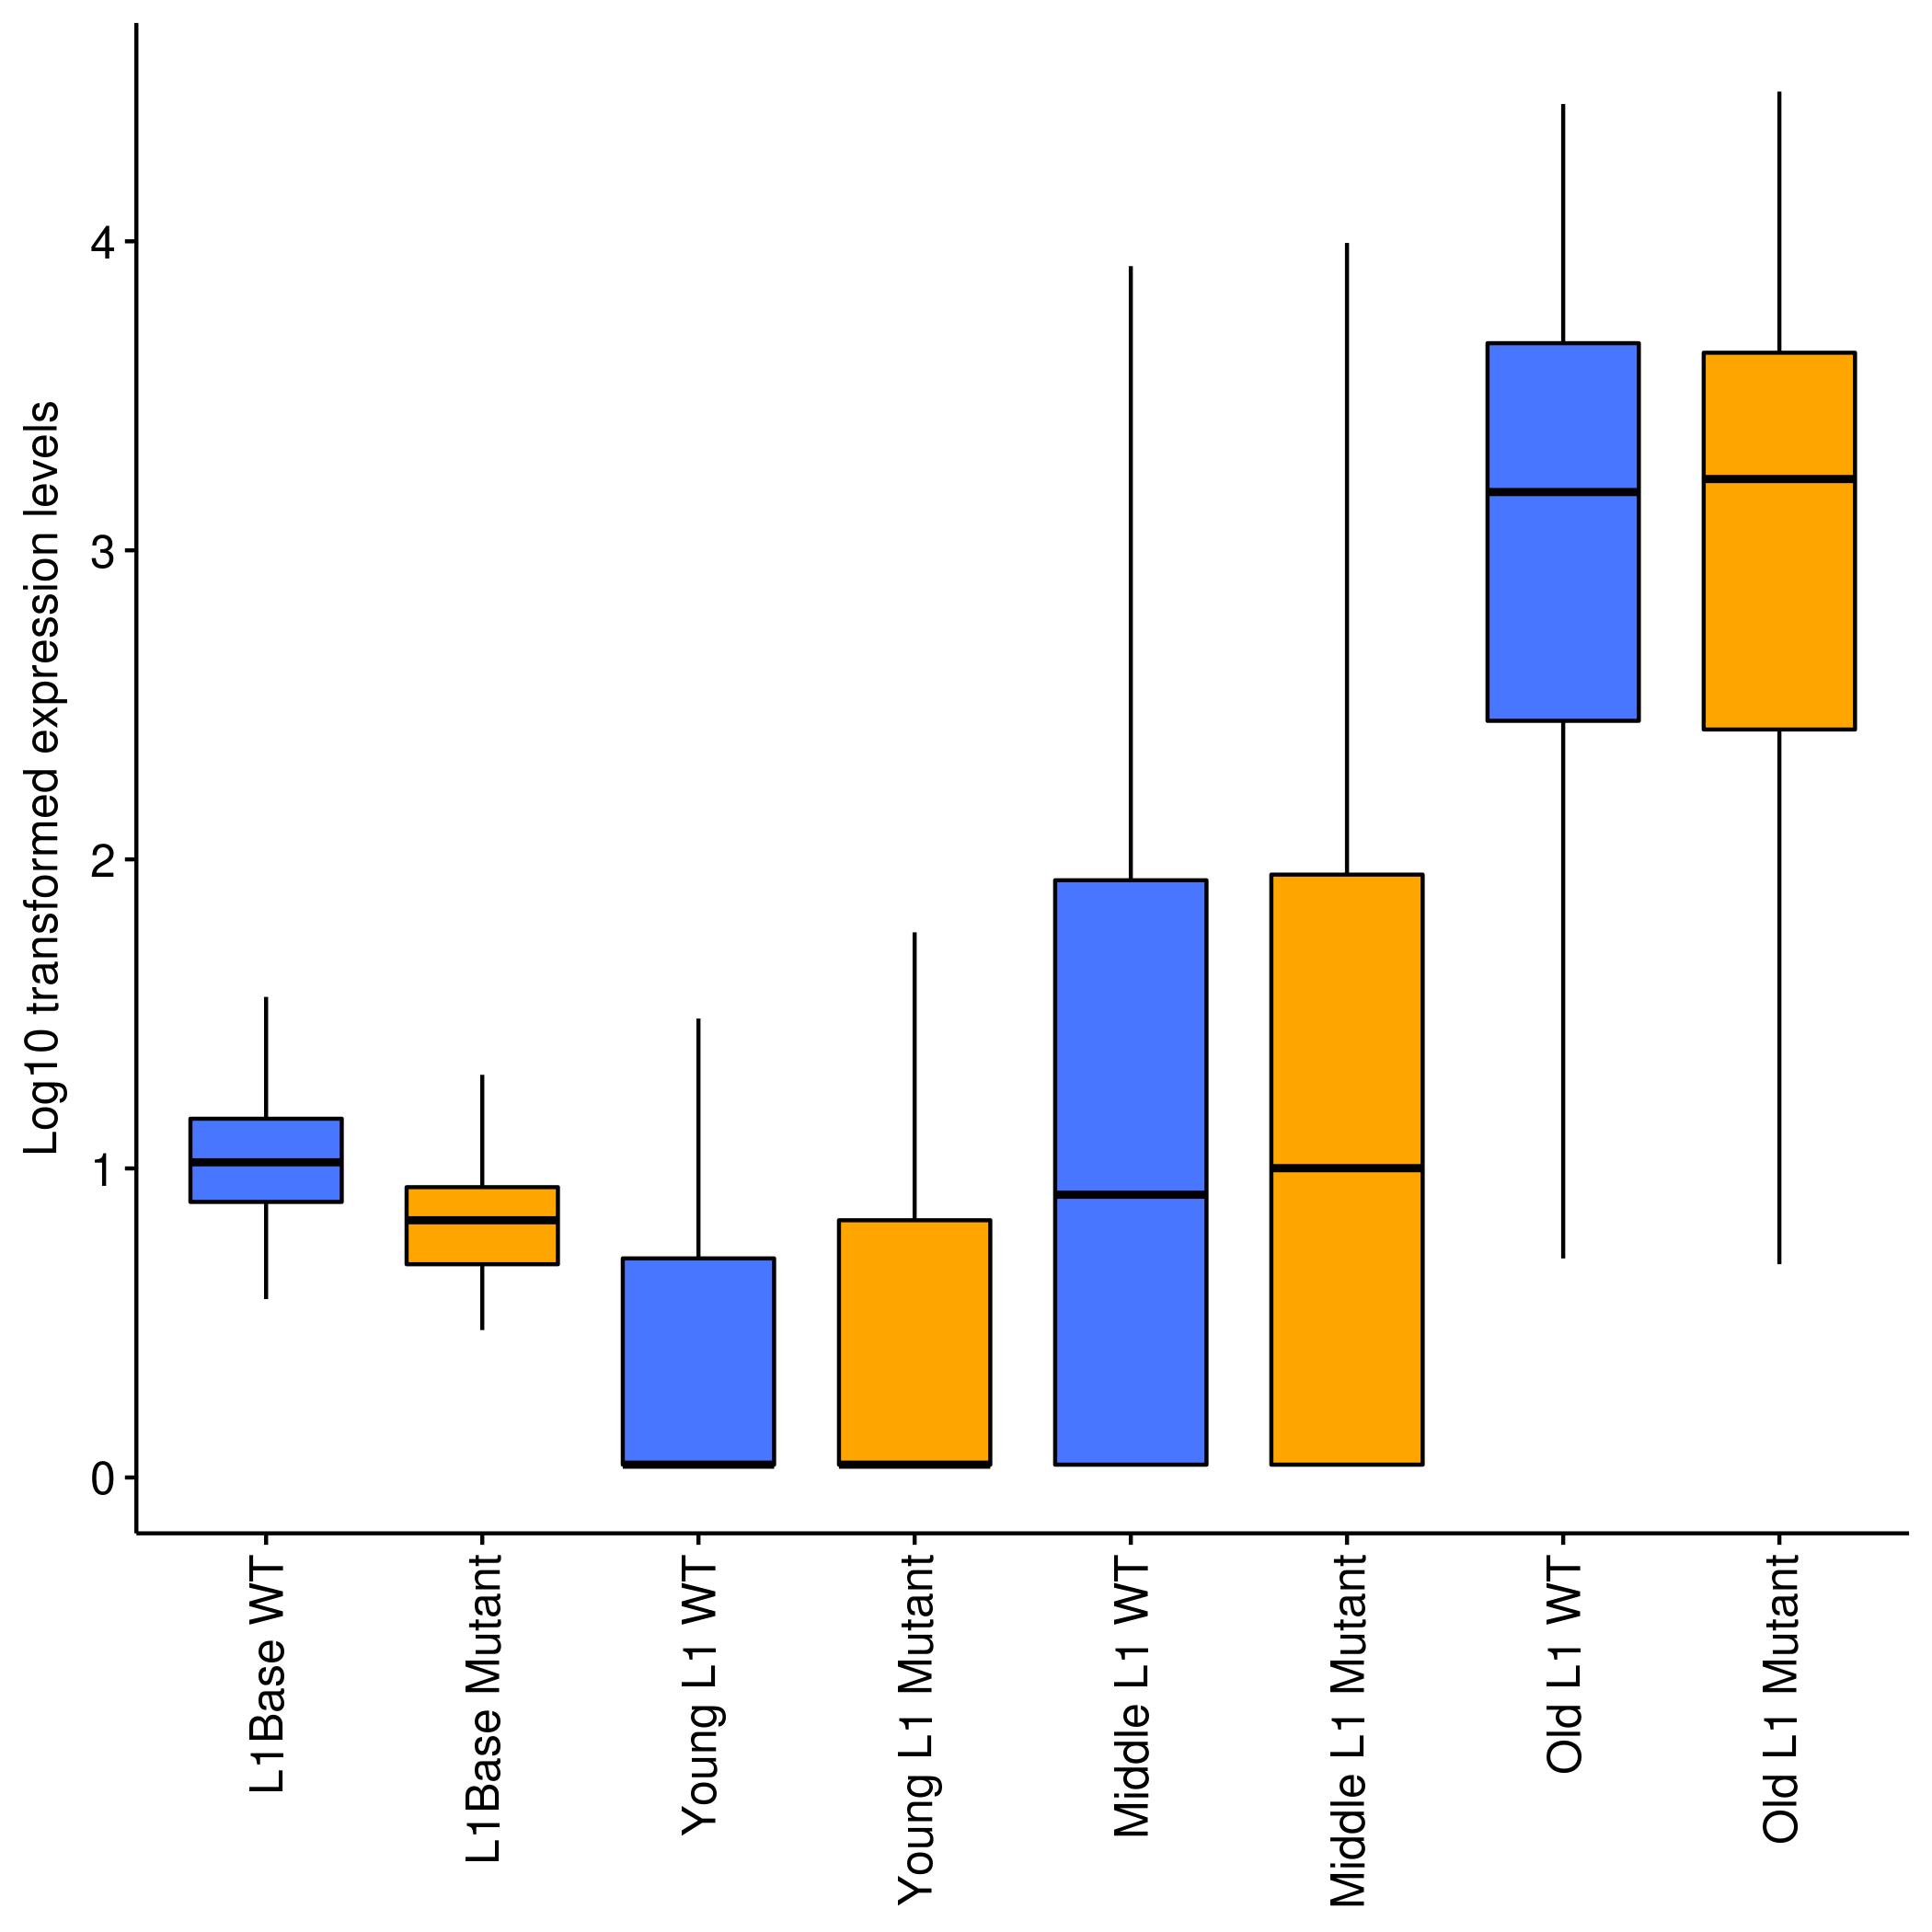 Log10 transformed expression levels
4
3
2
1
0
L1Base WT
L1Base Mutant
Young L1 WT
Young L1 Mutant
Middle L1 WT
Middle L1 Mutant
Old L1 WT
Old L1 Mutant